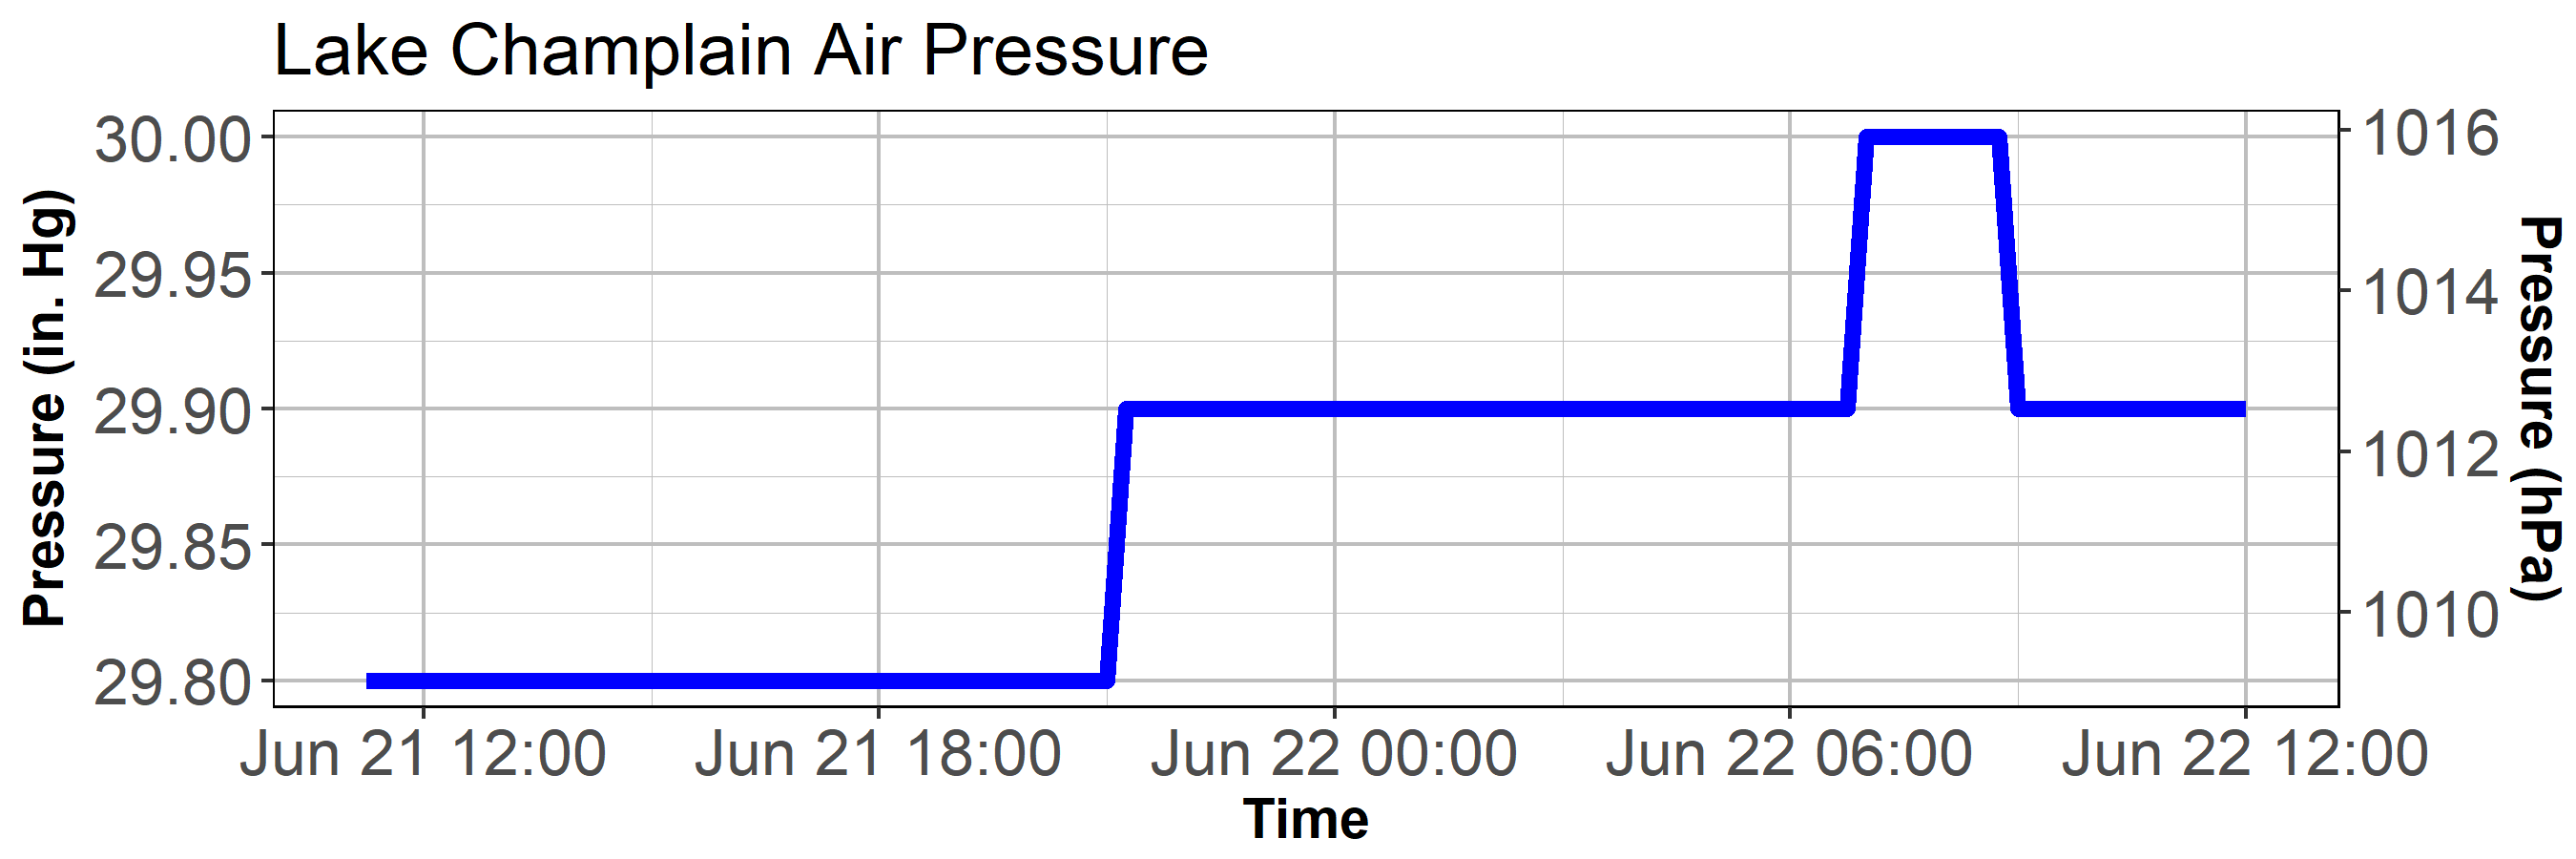 Lake Champlain Air Pressure
Pressure (in. Hg)
30.00
29.95
29.90
29.85
29.80
1016
1014
1012
1010
Pressure (hPa)
Jun 21 12:00 Jun 21 18:00 Jun 22 00:00 Jun 22 06:00 Jun 22 12:00
Time